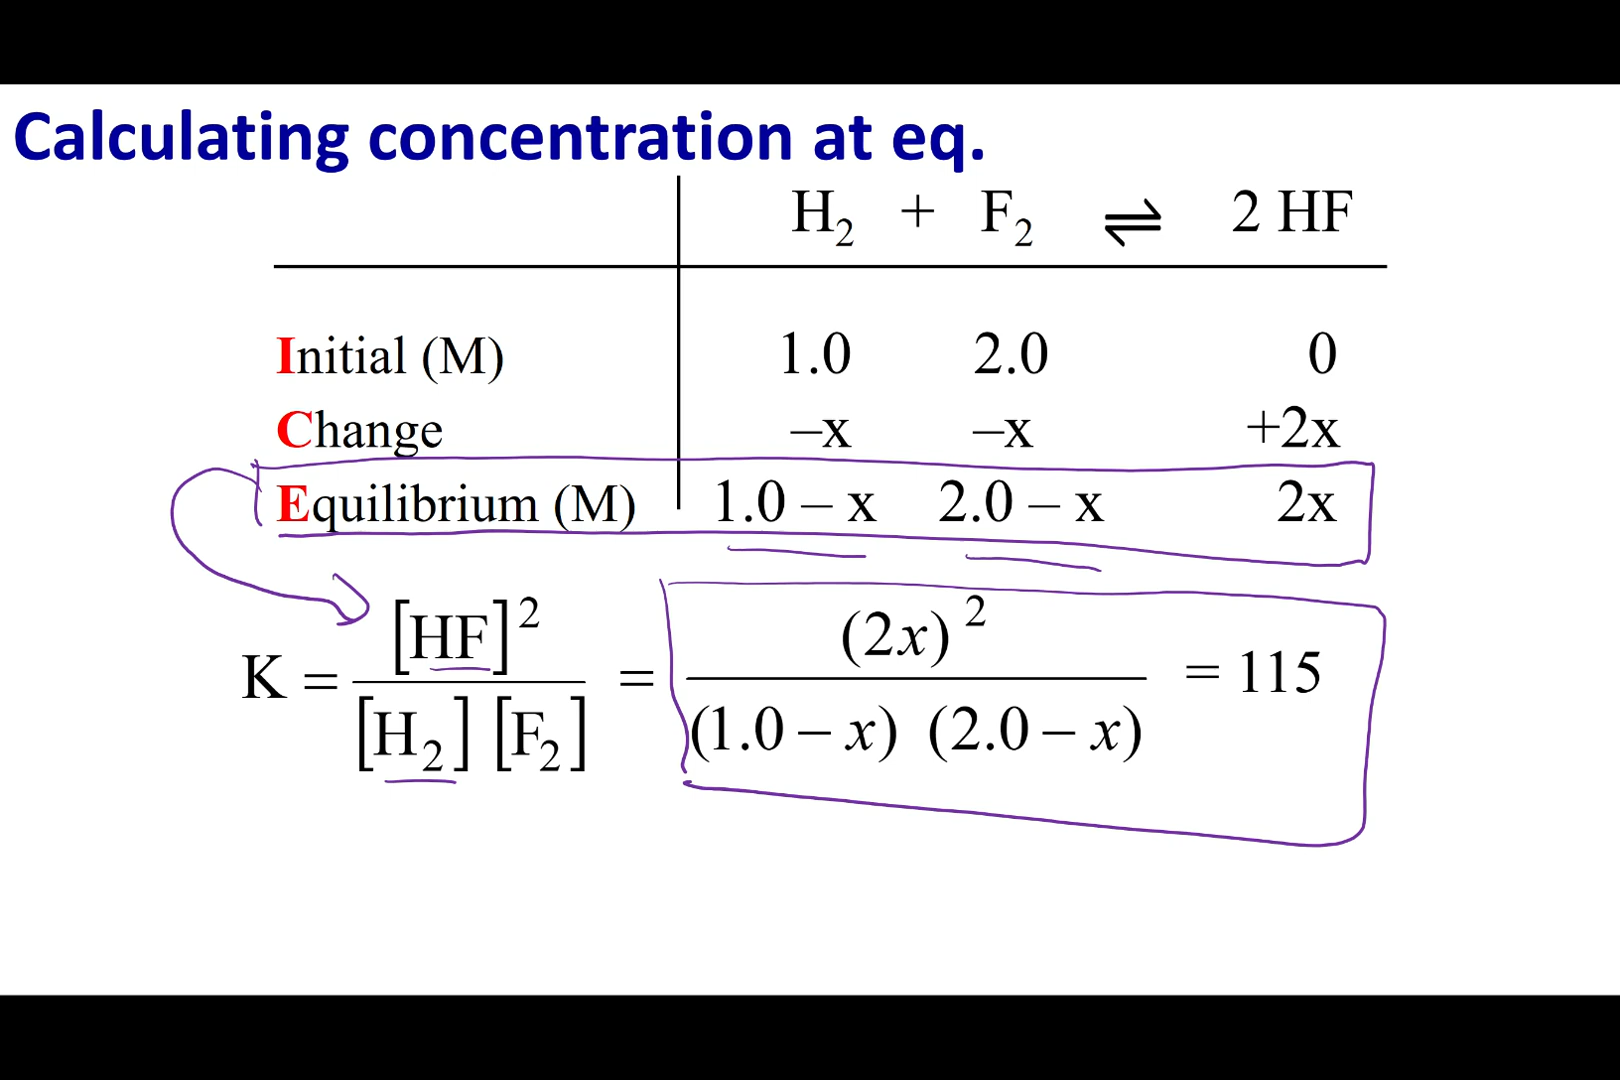 Calculating concentration at eq.
H₂ + F₂ ⇌ 2 HF
Initial (M) 1.0 2.0 0
Change –x –x +2x
Equilibrium (M) 1.0 – x 2.0 – x 2x
K = [HF]² / [H₂] [F₂] = (2x)² / (1.0 – x) (2.0 – x) = 115